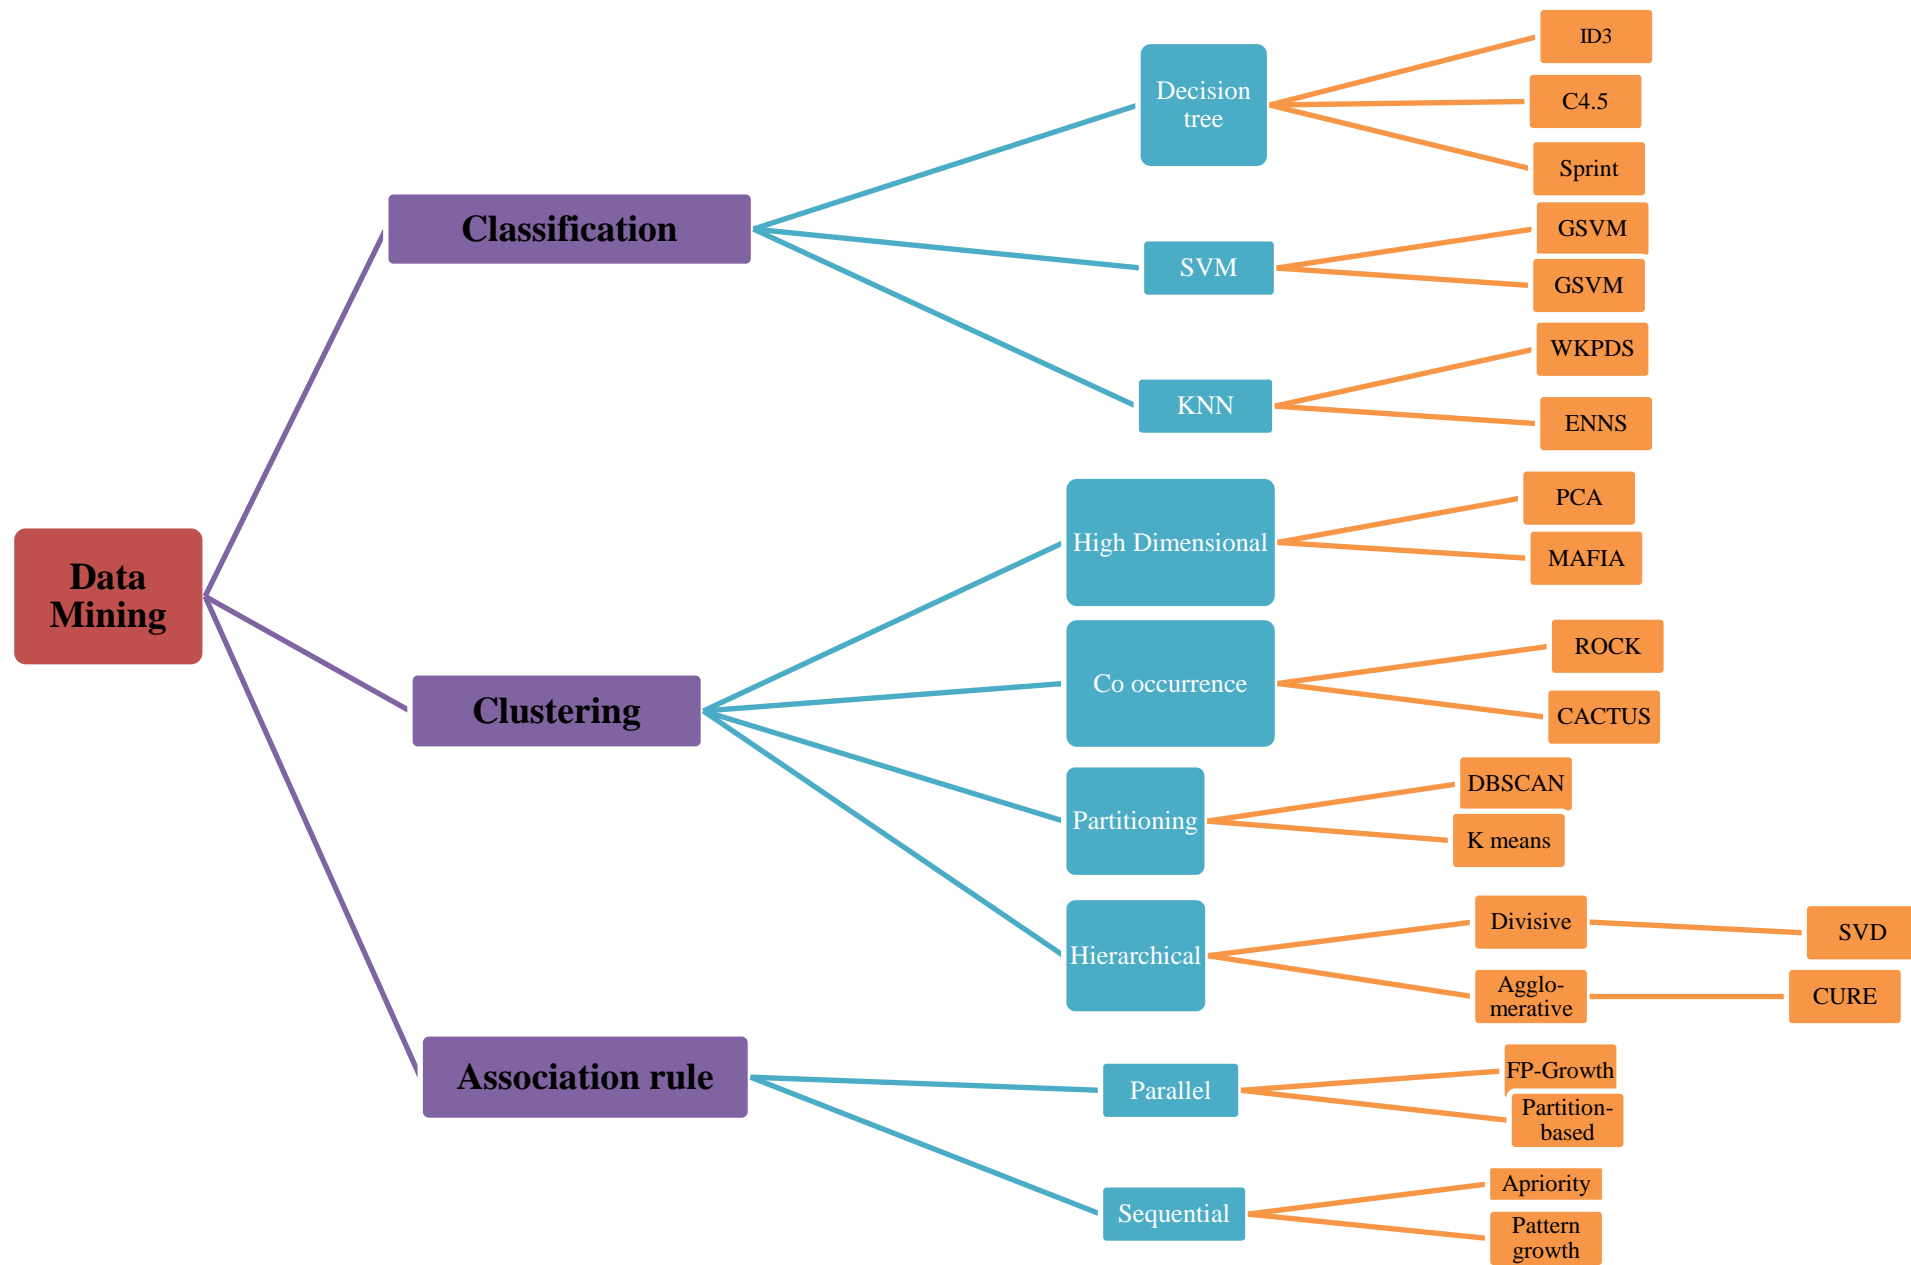 Data
Mining
Classification
Decision
tree
ID3
C4.5
Sprint
SVM
GSVM
GSVM
KNN
WKPDS
ENNS
Clustering
High Dimensional
PCA
MAFIA
Co occurrence
ROCK
CACTUS
Partitioning
DBSCAN
K means
Hierarchical
Divisive
SVD
Agglo-
merative
CURE
Association rule
Parallel
FP-Growth
Partition-
based
Sequential
Apriority
Pattern
growth